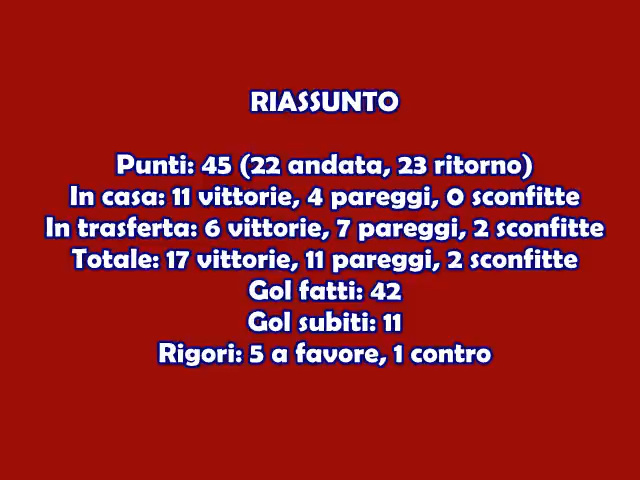 RIASSUNTO
Punti: 45 (22 andata, 23 ritorno)
In casa: 11 vittorie, 4 pareggi, 0 sconfitte
In trasferta: 6 vittorie, 7 pareggi, 2 sconfitte
Totale: 17 vittorie, 11 pareggi, 2 sconfitte
Gol fatti: 42
Gol subiti: 11
Rigori: 5 a favore, 1 contro